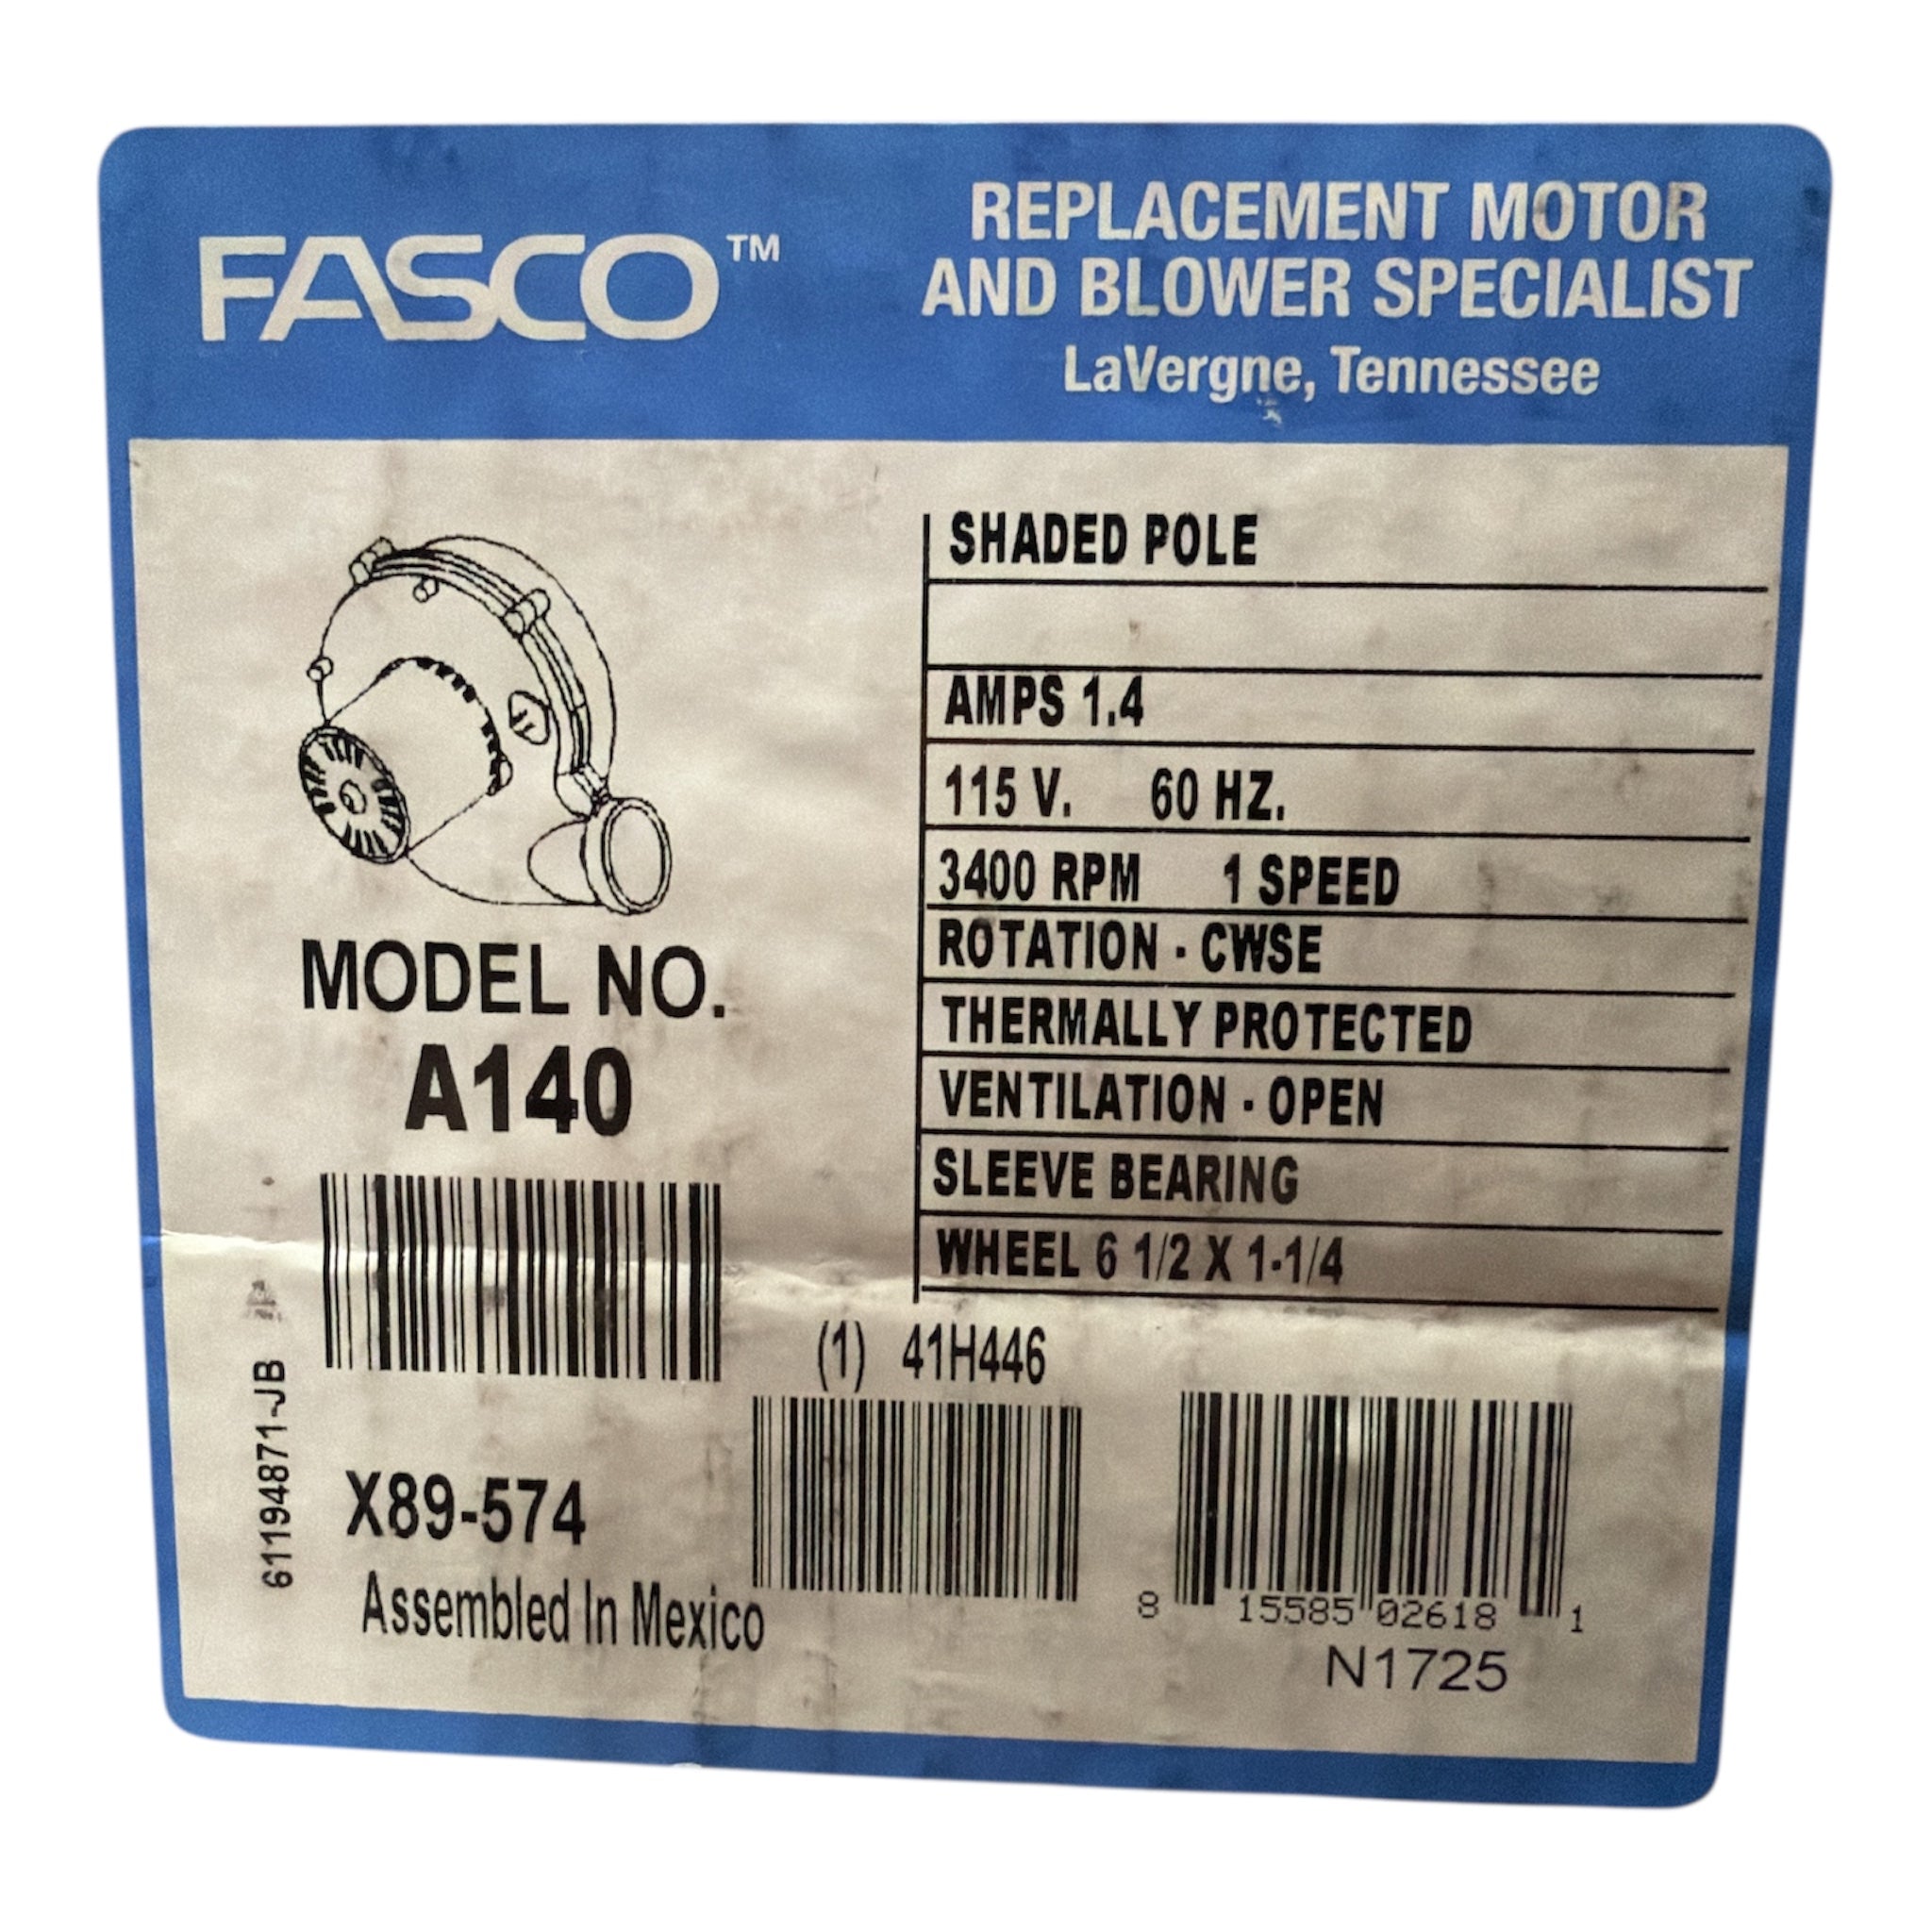 FASCO™
REPLACEMENT MOTOR
AND BLOWER SPECIALIST
LaVergne, Tennessee
SHADED POLE
AMPS 1.4
115 V. 60 HZ.
3400 RPM 1 SPEED
ROTATION - CWSE
THERMALLY PROTECTED
VENTILATION - OPEN
SLEEVE BEARING
WHEEL 6 1/2 X 1-1/4
MODEL NO.
A140
61194871-JB
X89-574
Assembled In Mexico
(1) 41H446
8 15585 02618 1
N1725